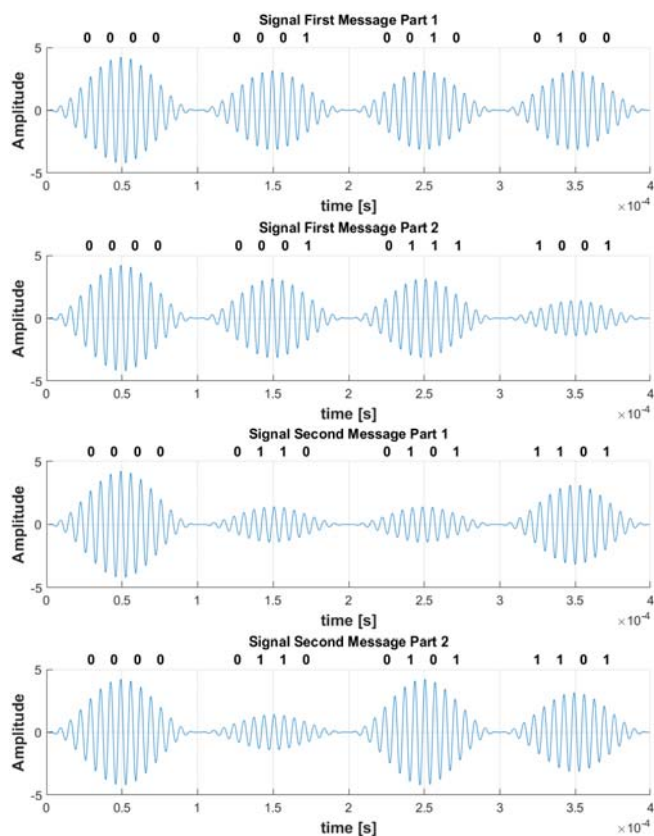 Signal First Message Part 1
0 0 0 0 0 0 0 1 0 0 1 0 0 1 0 0
5
0
-5
Amplitude
0 0.5 1 1.5 2 2.5 3 3.5 4
time [s]
×10-4
Signal First Message Part 2
0 0 0 0 0 0 0 1 0 1 1 1 1 0 0 1
5
0
-5
Amplitude
0 0.5 1 1.5 2 2.5 3 3.5 4
time [s]
×10-4
Signal Second Message Part 1
0 0 0 0 0 1 1 0 0 1 0 1 1 1 0 1
5
0
-5
Amplitude
0 0.5 1 1.5 2 2.5 3 3.5 4
time [s]
×10-4
Signal Second Message Part 2
0 0 0 0 0 1 1 0 0 1 0 1 1 1 0 1
5
0
-5
Amplitude
0 0.5 1 1.5 2 2.5 3 3.5 4
time [s]
×10-4